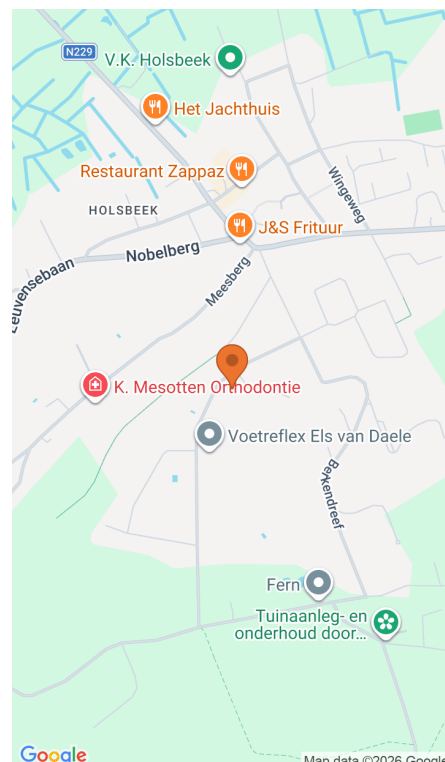 N229
V.K. Holsbeek
Het Jachthuis
Restaurant Zappaz
Wingeweg
HOLSBEEK
J&S Frituur
Nobelberg
Leuvensebaan
Meesberg
K. Mesotten Orthodontie
Voetreflex Els van Daele
Berkendreef
Fern
Tuinaanleg- en
onderhoud door...
Google
Map data ©2026 Google